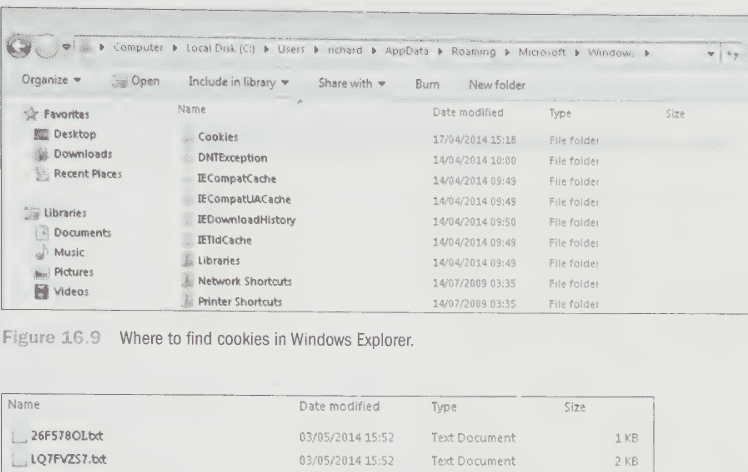 Computer ▸ Local Disk (C:) ▸ Users ▸ richard ▸ AppData ▸ Roaming ▸ Microsoft ▸ Window. ▸
Organize Open Include in library Share with Burn New folder
Name Date modified Type Size
Favorites
Desktop
Downloads
Recent Places
Libraries
Documents
Music
Pictures
Videos
Cookies 17/04/2014 15:18 File folder
DNTException 14/04/2014 10:00 File folder
IECompatCache 14/04/2014 09:49 File folder
IECompatUACache 14/04/2014 09:49 File folder
IEDownloadHistory 14/04/2014 09:50 File folder
IETldCache 14/04/2014 09:49 File folder
Libraries 14/04/2014 09:49 File folder
Network Shortcuts 14/07/2009 03:35 File folder
Printer Shortcuts 14/07/2009 03:35 File folder
Figure 16.9 Where to find cookies in Windows Explorer.
Name Date modified Type Size
26F578OI.txt 03/05/2014 15:52 Text Document 1 KB
LQ7FVZS7.txt 03/05/2014 15:52 Text Document 2 KB